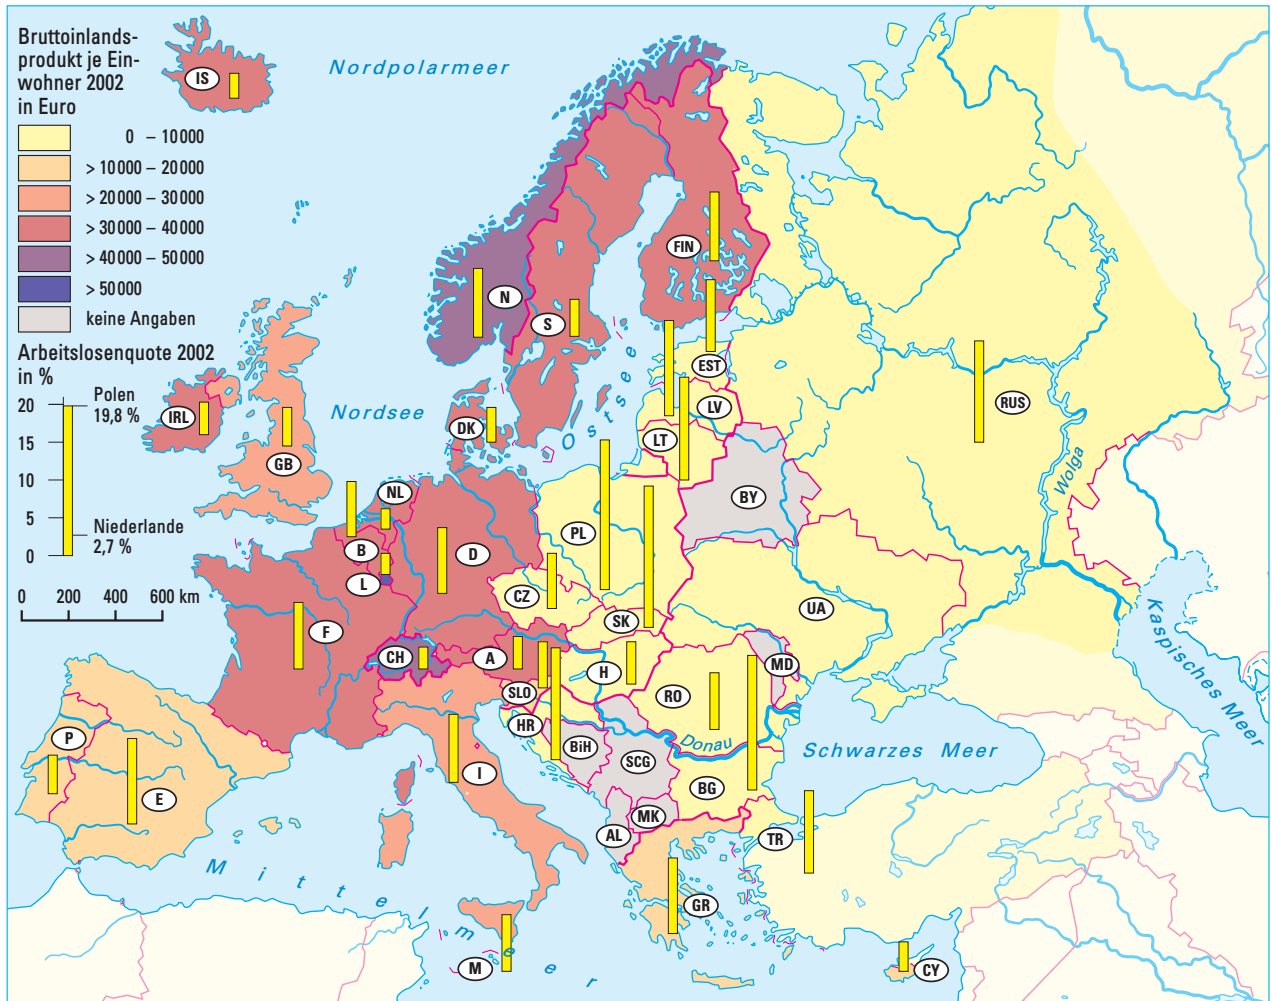 Bruttoinlands-
produkt je Ein-
wohner 2002
in Euro
0 – 10000
> 10000 – 20000
> 20000 – 30000
> 30000 – 40000
> 40000 – 50000
> 50000
keine Angaben
Arbeitslosenquote 2002
in %
Polen
19,8 %
20
15
10
5
0
Niederlande
2,7 %
0 200 400 600 km
Nordpolarmeer
Nordsee
Ostsee
Wolga
Kaspisches Meer
Schwarzes Meer
Donau
Mittelmeer
IS
N
S
FIN
EST
LV
LT
RUS
IRL
GB
DK
NL
B
L
D
PL
BY
CZ
SK
UA
F
CH
A
H
MD
SLO
RO
HR
BiH
SCG
P
E
I
BG
MK
AL
TR
GR
M
CY